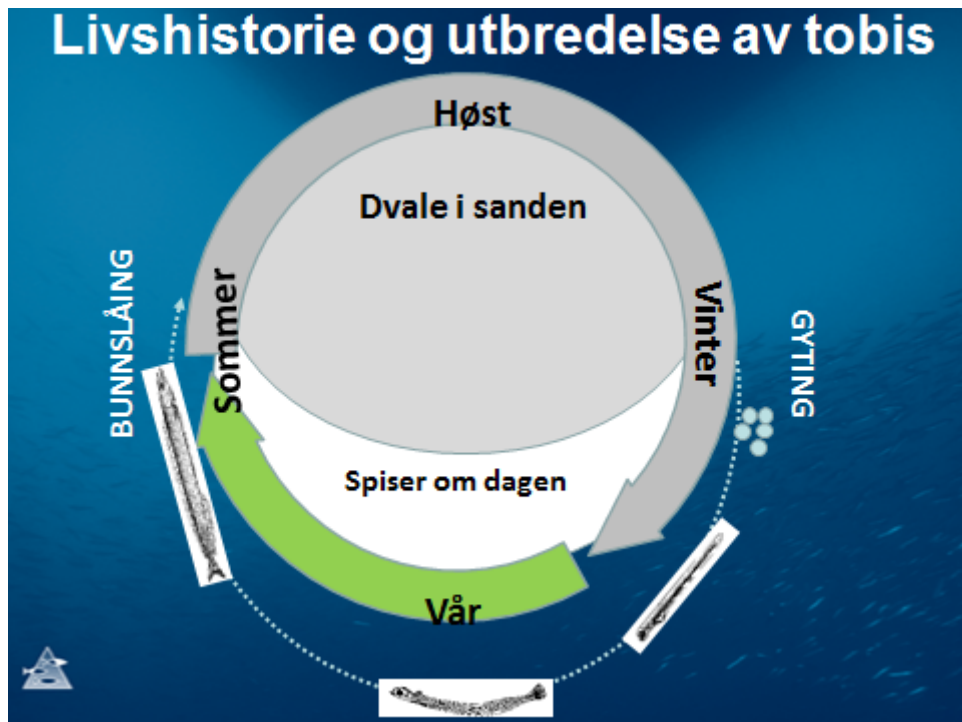 Livshistorie og utbredelse av tobis
Høst
Dvale i sanden
BUNNSLÅING
Sommer
Vinter
GYTING
Spiser om dagen
Vår